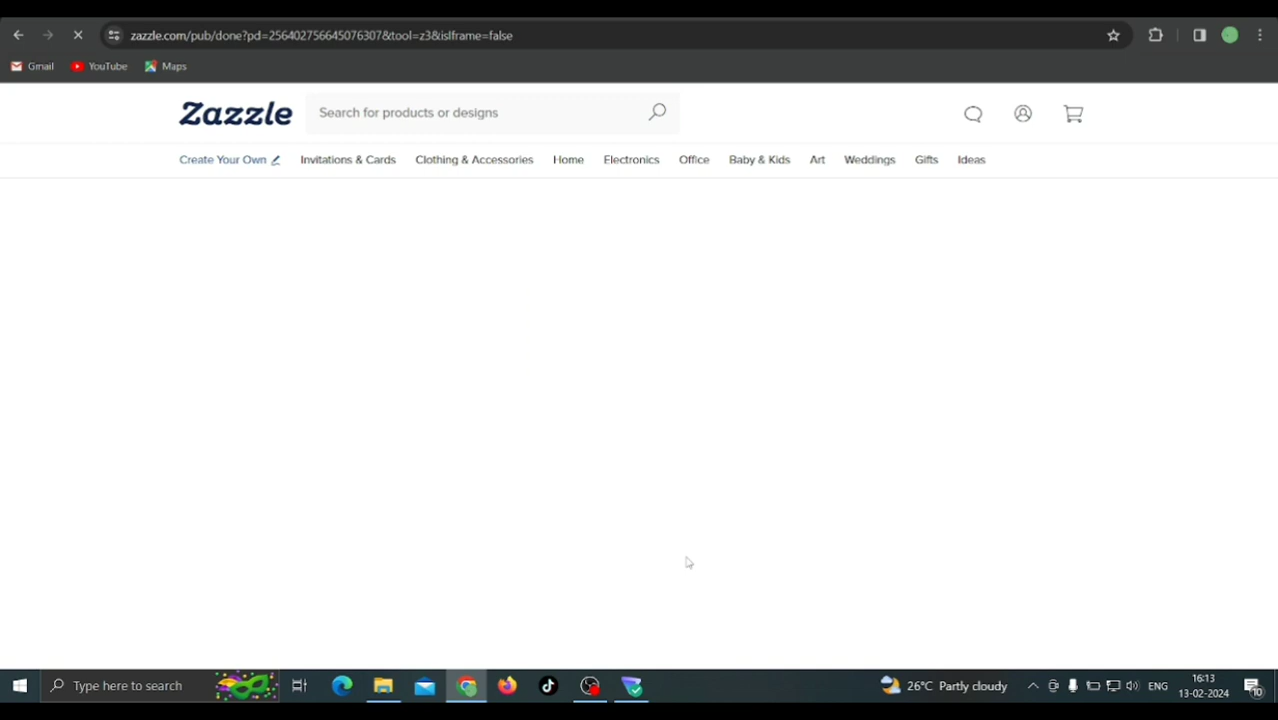 zazzle.com/pub/done?pd=256402756645076307&tool=z3&isIframe=false
Gmail YouTube Maps
Zazzle Search for products or designs
Create Your Own Invitations & Cards Clothing & Accessories Home Electronics Office Baby & Kids Art Weddings Gifts Ideas
Type here to search 26°C Partly cloudy ENG 16:13
13-02-2024 10